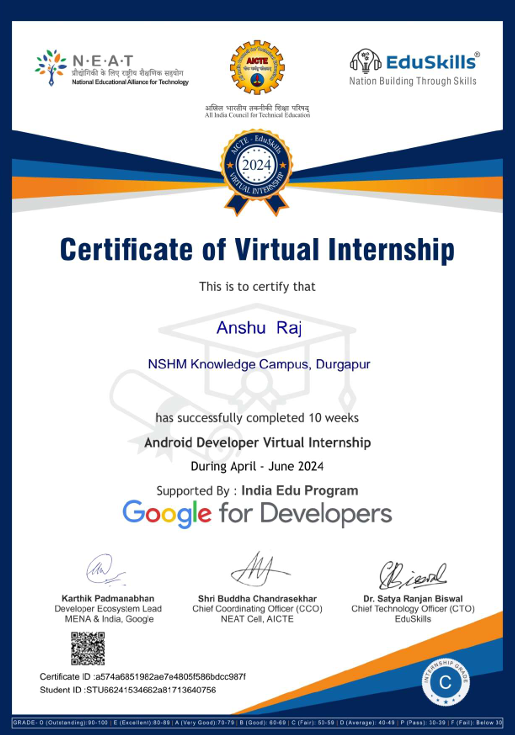 N·E·A·T
प्रौद्योगिकी के लिए राष्ट्रीय शैक्षणिक सहयोग
National Educational Alliance for Technology
AICTE
अखिल भारतीय तकनीकी शिक्षा परिषद्
All India Council for Technical Education
EduSkills®
Nation Building Through Skills
AICTE - EduSkills
2024
VIRTUAL INTERNSHIP
Certificate of Virtual Internship
This is to certify that
Anshu Raj
NSHM Knowledge Campus, Durgapur
has successfully completed 10 weeks
Android Developer Virtual Internship
During April - June 2024
Supported By : India Edu Program
Google for Developers
Karthik Padmanabhan
Developer Ecosystem Lead
MENA & India, Google
Shri Buddha Chandrasekhar
Chief Coordinating Officer (CCO)
NEAT Cell, AICTE
Dr. Satya Ranjan Biswal
Chief Technology Officer (CTO)
EduSkills
Certificate ID :a574a6851982ae7e4805f586bdcc987f
Student ID :STU66241534662a81713640756
INTERNSHIP GRADE
C
GRADE- O (Outstanding):90-100 | E (Excellent):80-89 | A (Very Good):70-79 | B (Good): 60-69 | C (Fair): 50-59 | D (Average): 40-49 | P (Pass): 30-39 | F (Fail): Below 30